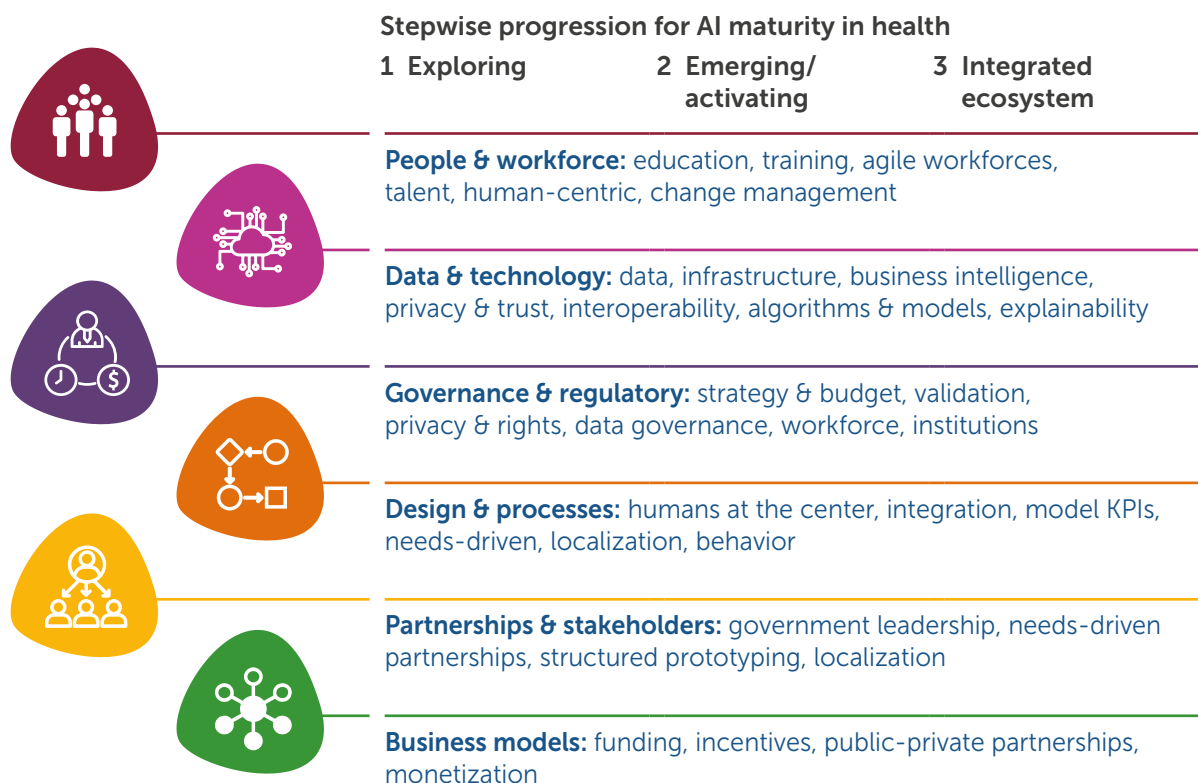 Stepwise progression for AI maturity in health
1 Exploring
2 Emerging/
activating
3 Integrated
ecosystem
People & workforce: education, training, agile workforces,
talent, human-centric, change management
Data & technology: data, infrastructure, business intelligence,
privacy & trust, interoperability, algorithms & models, explainability
$
Governance & regulatory: strategy & budget, validation,
privacy & rights, data governance, workforce, institutions
Design & processes: humans at the center, integration, model KPIs,
needs-driven, localization, behavior
Partnerships & stakeholders: government leadership, needs-driven
partnerships, structured prototyping, localization
Business models: funding, incentives, public-private partnerships,
monetization